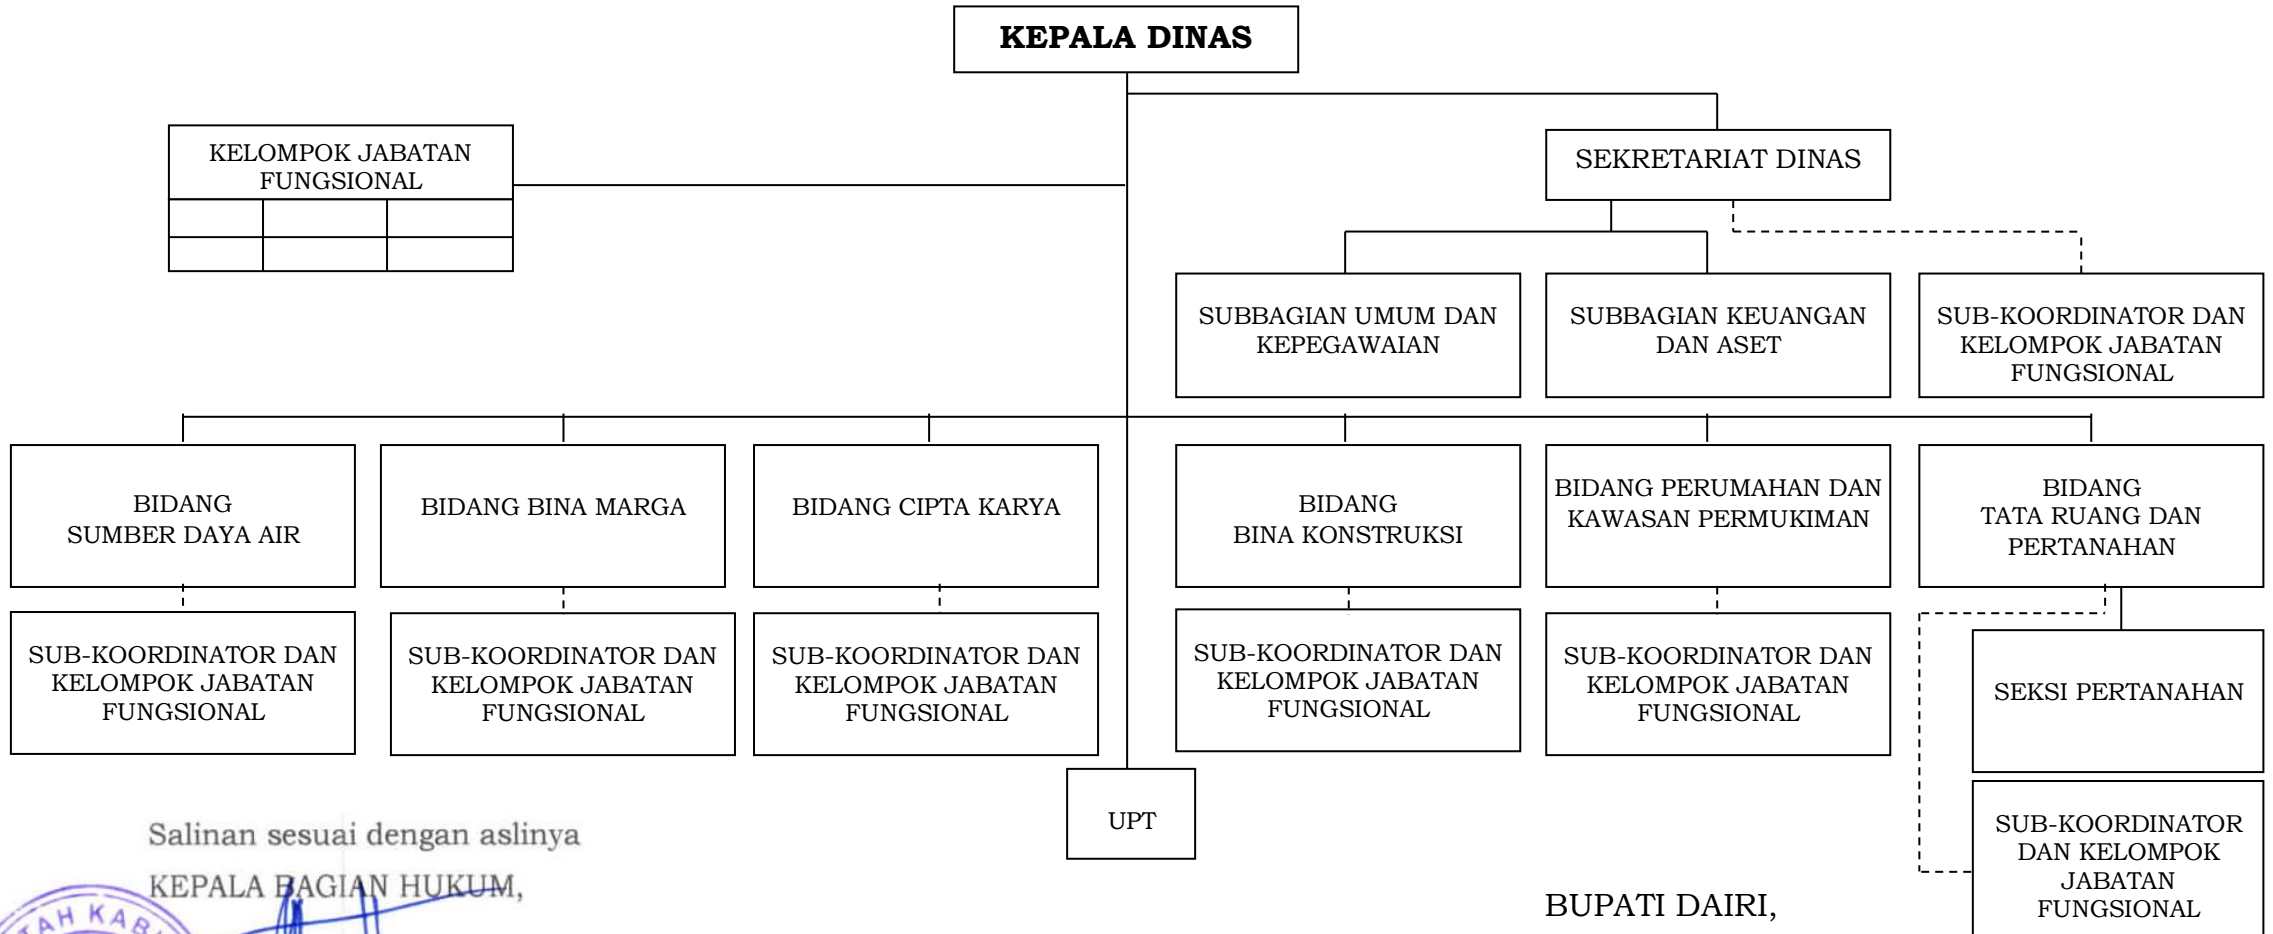 KEPALA DINAS
KELOMPOK JABATAN
FUNGSIONAL
SEKRETARIAT DINAS
SUBBAGIAN UMUM DAN
KEPEGAWAIAN
SUBBAGIAN KEUANGAN
DAN ASET
SUB-KOORDINATOR DAN
KELOMPOK JABATAN
FUNGSIONAL
BIDANG
SUMBER DAYA AIR
BIDANG BINA MARGA
BIDANG CIPTA KARYA
BIDANG
BINA KONSTRUKSI
BIDANG PERUMAHAN DAN
KAWASAN PERMUKIMAN
BIDANG
TATA RUANG DAN
PERTANAHAN
SUB-KOORDINATOR DAN
KELOMPOK JABATAN
FUNGSIONAL
SUB-KOORDINATOR DAN
KELOMPOK JABATAN
FUNGSIONAL
SUB-KOORDINATOR DAN
KELOMPOK JABATAN
FUNGSIONAL
SUB-KOORDINATOR DAN
KELOMPOK JABATAN
FUNGSIONAL
SUB-KOORDINATOR DAN
KELOMPOK JABATAN
FUNGSIONAL
SEKSI PERTANAHAN
UPT
SUB-KOORDINATOR
DAN KELOMPOK
JABATAN
FUNGSIONAL
Salinan sesuai dengan aslinya
KEPALA BAGIAN HUKUM,
BUPATI DAIRI,